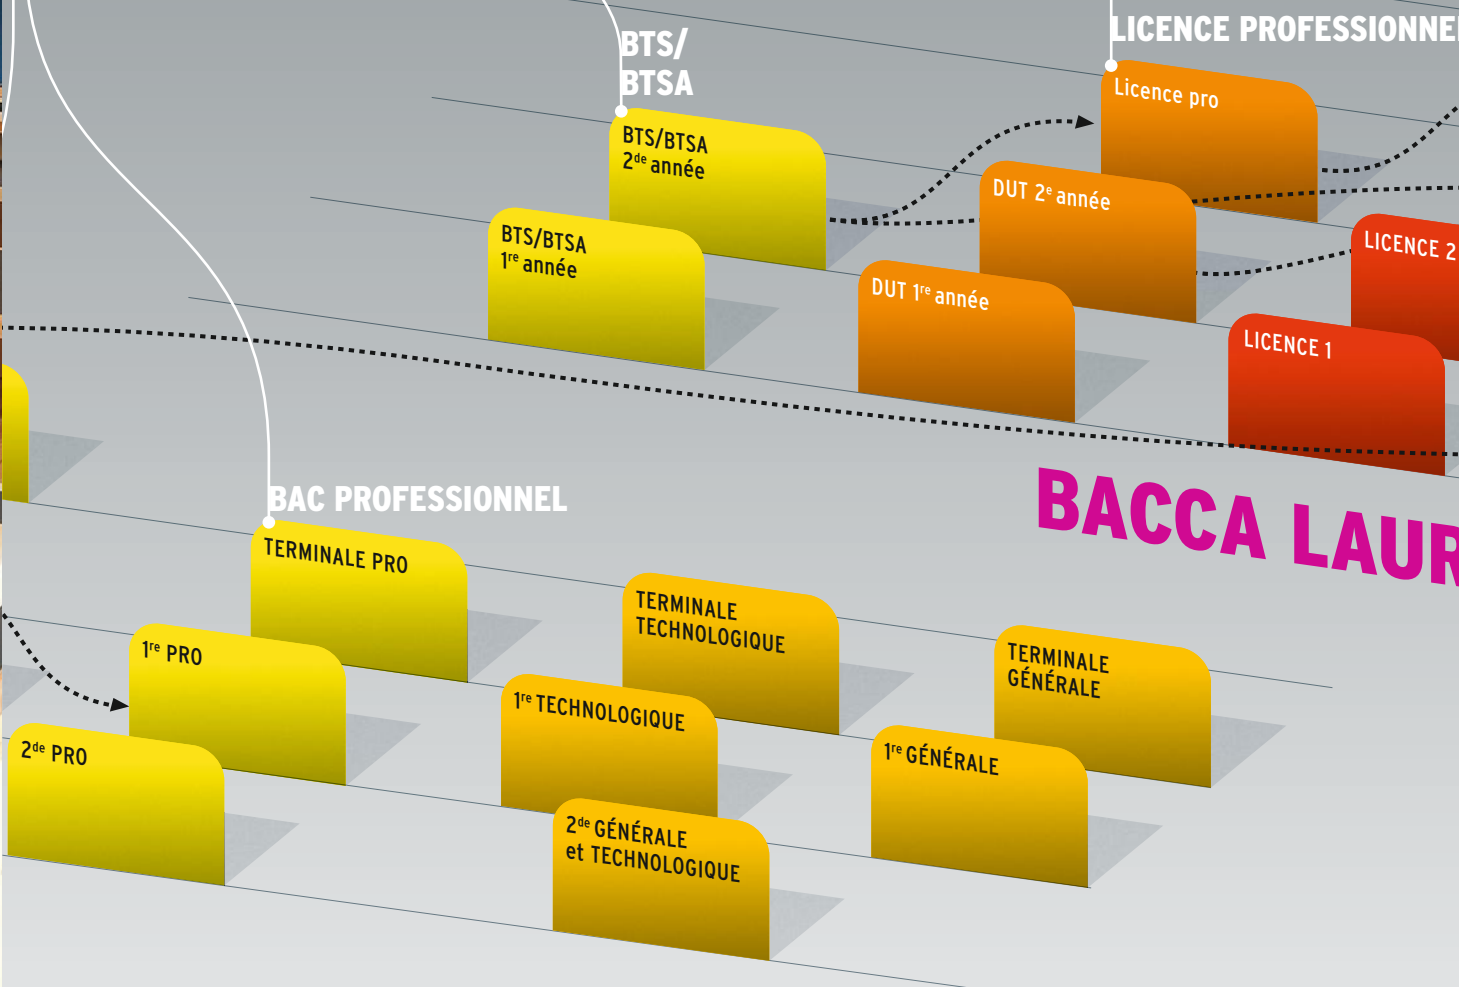 LICENCE PROFESSIONNEL
BTS/
BTSA
Licence pro
BTS/BTSA
2de année
DUT 2e année
BTS/BTSA
1re année
LICENCE 2
DUT 1re année
LICENCE 1
BACCA LAUR
BAC PROFESSIONNEL
TERMINALE PRO
TERMINALE
TECHNOLOGIQUE
TERMINALE
GÉNÉRALE
1re PRO
1re TECHNOLOGIQUE
1re GÉNÉRALE
2de PRO
2de GÉNÉRALE
et TECHNOLOGIQUE